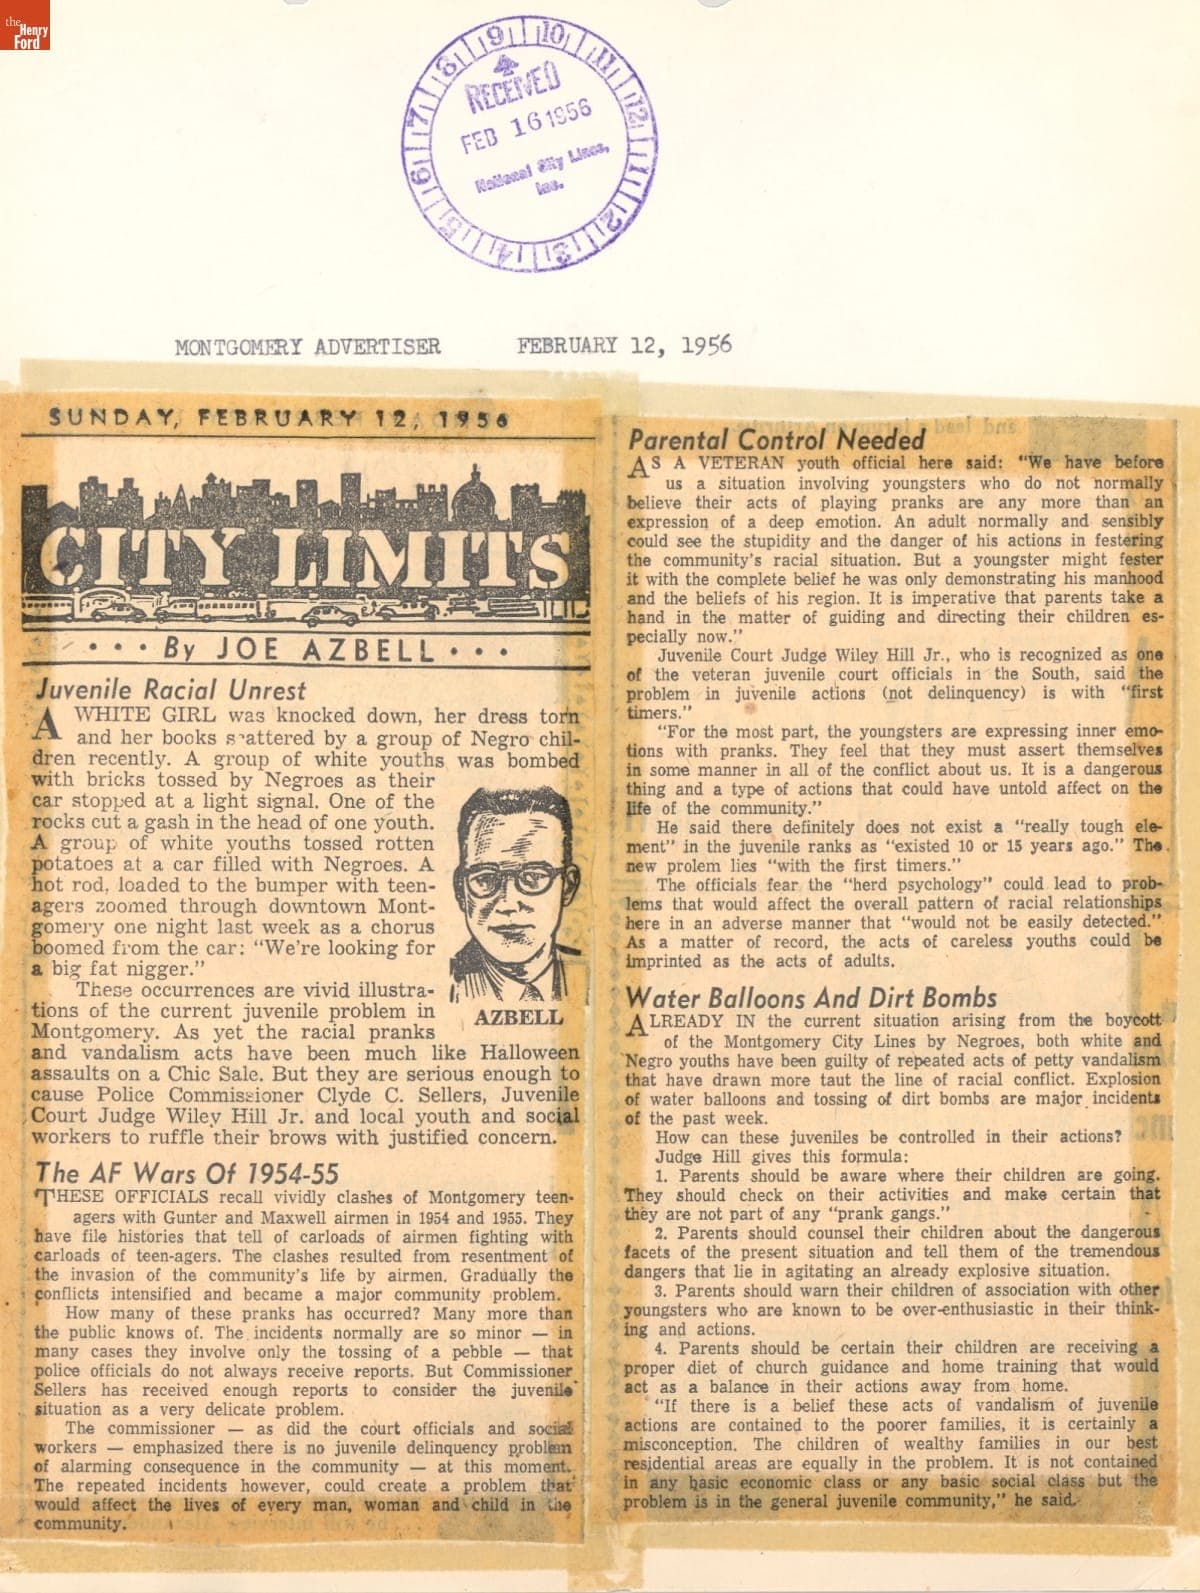 the
Henry
Ford
9 10 11 12 1 2 3 4 5 6 7 8
RECEIVED
FEB 16 1956
National City Lines,
Inc.
MONTGOMERY ADVERTISER FEBRUARY 12, 1956
SUNDAY, FEBRUARY 12, 1956
CITY LIMITS
• • • By JOE AZBELL • • •
Juvenile Racial Unrest
A WHITE GIRL was knocked down, her dress torn
and her books scattered by a group of Negro chil-
dren recently. A group of white youths was bombed
with bricks tossed by Negroes as their
car stopped at a light signal. One of the
rocks cut a gash in the head of one youth.
A group of white youths tossed rotten
potatoes at a car filled with Negroes. A
hot rod, loaded to the bumper with teen-
agers zoomed through downtown Mont-
gomery one night last week as a chorus
boomed from the car: "We're looking for
a big fat nigger."
These occurrences are vivid illustra-
tions of the current juvenile problem in
Montgomery. As yet the racial pranks
and vandalism acts have been much like Halloween
assaults on a Chic Sale. But they are serious enough to
cause Police Commissioner Clyde C. Sellers, Juvenile
Court Judge Wiley Hill Jr. and local youth and social
workers to ruffle their brows with justified concern.
AZBELL
The AF Wars Of 1954-55
THESE OFFICIALS recall vividly clashes of Montgomery teen-
agers with Gunter and Maxwell airmen in 1954 and 1955. They
have file histories that tell of carloads of airmen fighting with
carloads of teen-agers. The clashes resulted from resentment of
the invasion of the community's life by airmen. Gradually the
conflicts intensified and became a major community problem.
How many of these pranks has occurred? Many more than
the public knows of. The incidents normally are so minor — in
many cases they involve only the tossing of a pebble — that
police officials do not always receive reports. But Commissioner
Sellers has received enough reports to consider the juvenile
situation as a very delicate problem.
The commissioner — as did the court officials and social
workers — emphasized there is no juvenile delinquency problem
of alarming consequence in the community — at this moment.
The repeated incidents however, could create a problem that
would affect the lives of every man, woman and child in the
community.
Parental Control Needed
AS A VETERAN youth official here said: "We have before
us a situation involving youngsters who do not normally
believe their acts of playing pranks are any more than an
expression of a deep emotion. An adult normally and sensibly
could see the stupidity and the danger of his actions in festering
the community's racial situation. But a youngster might fester
it with the complete belief he was only demonstrating his manhood
and the beliefs of his region. It is imperative that parents take a
hand in the matter of guiding and directing their children es-
pecially now."
Juvenile Court Judge Wiley Hill Jr., who is recognized as one
of the veteran juvenile court officials in the South, said the
problem in juvenile actions (not delinquency) is with "first
timers."
"For the most part, the youngsters are expressing inner emo-
tions with pranks. They feel that they must assert themselves
in some manner in all of the conflict about us. It is a dangerous
thing and a type of actions that could have untold affect on the
life of the community."
He said there definitely does not exist a "really tough ele-
ment" in the juvenile ranks as "existed 10 or 15 years ago." The
new prolem lies "with the first timers."
The officials fear the "herd psychology" could lead to prob-
lems that would affect the overall pattern of racial relationships
here in an adverse manner that "would not be easily detected."
As a matter of record, the acts of careless youths could be
imprinted as the acts of adults.
Water Balloons And Dirt Bombs
ALREADY IN the current situation arising from the boycott
of the Montgomery City Lines by Negroes, both white and
Negro youths have been guilty of repeated acts of petty vandalism
that have drawn more taut the line of racial conflict. Explosion
of water balloons and tossing of dirt bombs are major incidents
of the past week.
How can these juveniles be controlled in their actions?
Judge Hill gives this formula:
1. Parents should be aware where their children are going.
They should check on their activities and make certain that
they are not part of any "prank gangs."
2. Parents should counsel their children about the dangerous
facets of the present situation and tell them of the tremendous
dangers that lie in agitating an already explosive situation.
3. Parents should warn their children of association with other
youngsters who are known to be over-enthusiastic in their think-
ing and actions.
4. Parents should be certain their children are receiving a
proper diet of church guidance and home training that would
act as a balance in their actions away from home.
"If there is a belief these acts of vandalism of juvenile
actions are contained to the poorer families, it is certainly a
misconception. The children of wealthy families in our best
residential areas are equally in the problem. It is not contained
in any basic economic class or any basic social class but the
problem is in the general juvenile community," he said.